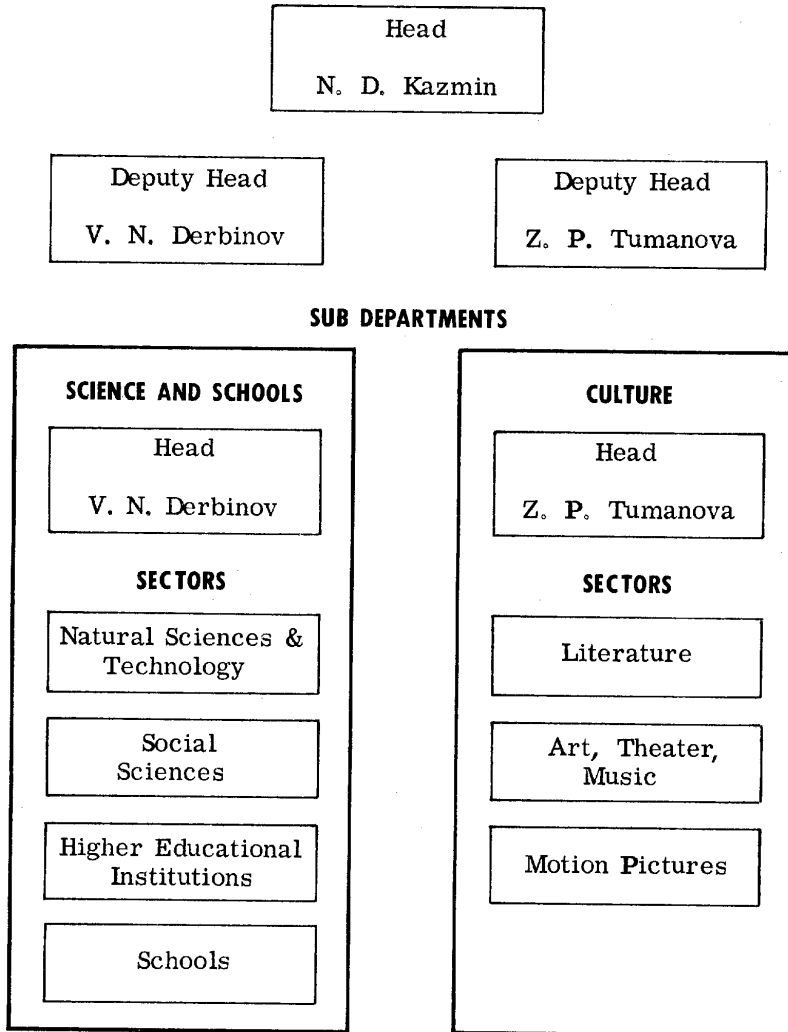 Head
N. D. Kazmin
Deputy Head
V. N. Derbinov
Deputy Head
Z. P. Tumanova
SUB DEPARTMENTS
SCIENCE AND SCHOOLS
Head
V. N. Derbinov
SECTORS
Natural Sciences &
Technology
Social
Sciences
Higher Educational
Institutions
Schools
CULTURE
Head
Z. P. Tumanova
SECTORS
Literature
Art, Theater,
Music
Motion Pictures